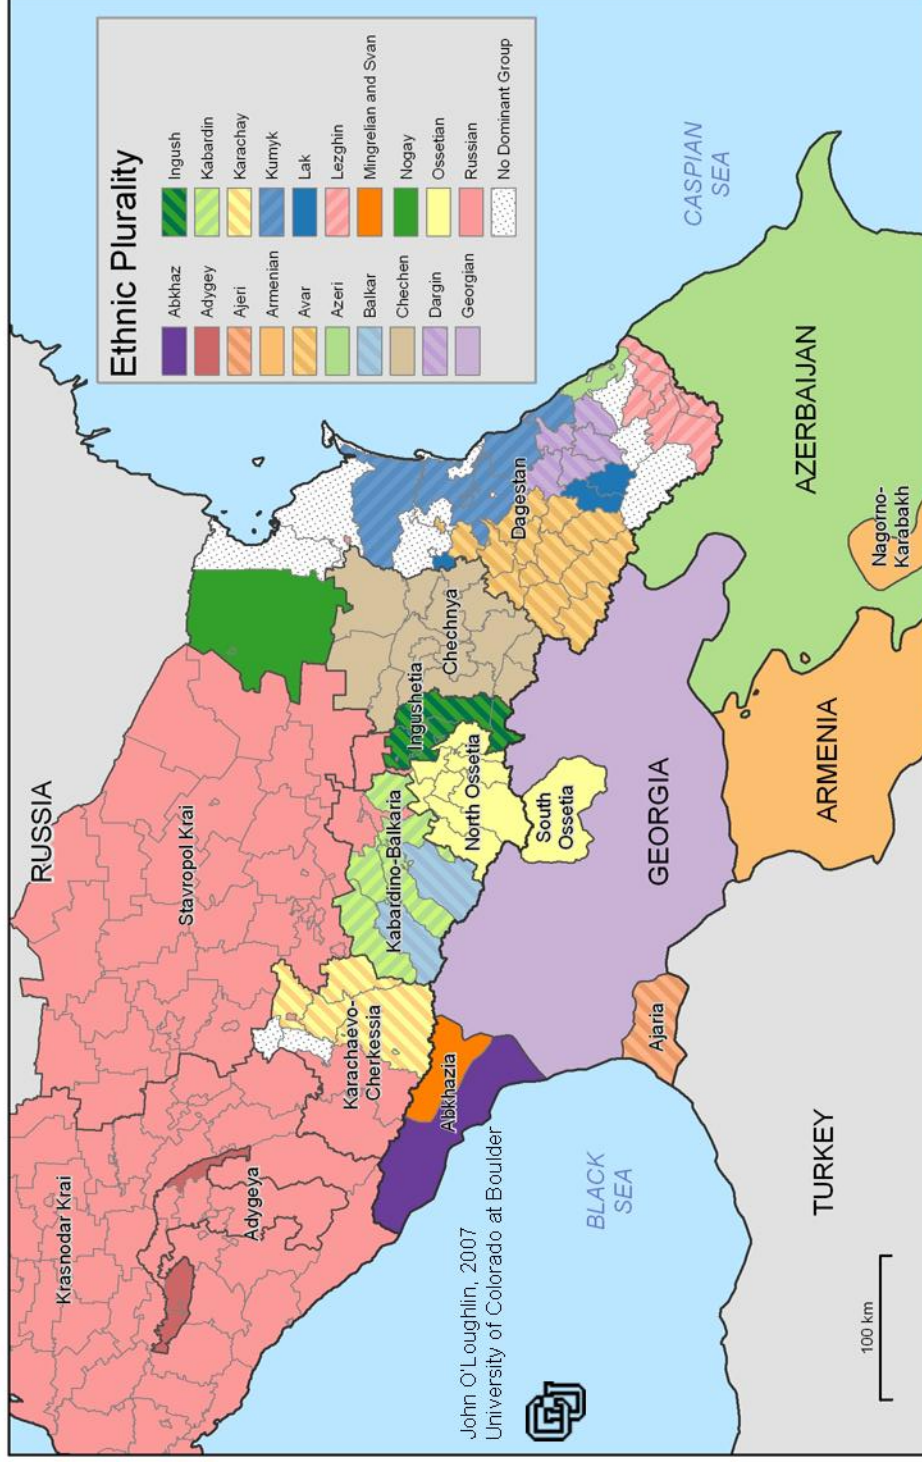 RUSSIA
Krasnodar Krai
Stavropol Krai
Adygeya
Karachaevo-
Cherkessia
Kabardino-Balkaria
Ingushetia
Chechnya
North Ossetia
Dagestan
Abkhazia
South
Ossetia
GEORGIA
Ajaria
ARMENIA
AZERBAIJAN
Nagorno-
Karabakh
TURKEY
BLACK
SEA
CASPIAN
SEA
Ethnic Plurality
Abkhaz
Adygey
Ajeri
Armenian
Avar
Azeri
Balkar
Chechen
Dargin
Georgian
Ingush
Kabardin
Karachay
Kumyk
Lak
Lezghin
Mingrelian and Svan
Nogay
Ossetian
Russian
No Dominant Group
John O'Loughlin, 2007
University of Colorado at Boulder
CU
100 km